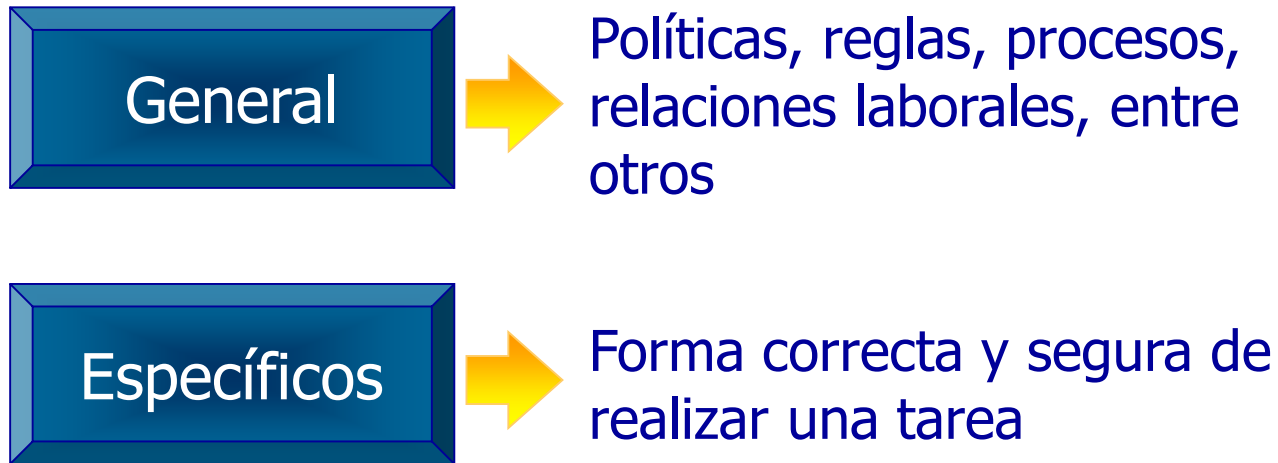 General
Políticas, reglas, procesos,
relaciones laborales, entre
otros
Específicos
Forma correcta y segura de
realizar una tarea